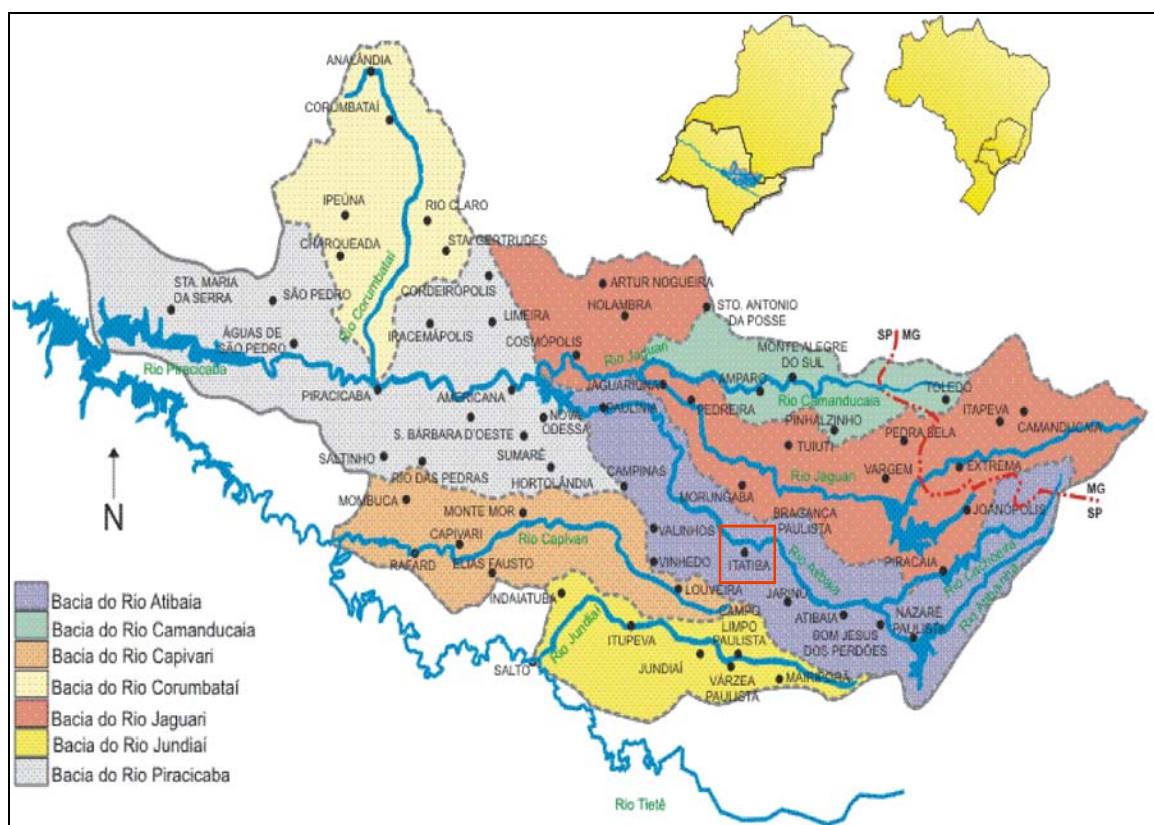 ANALÂNDIA
CORUMBATAÍ
IPEÚNA
RIO CLARO
CHARQUEADA
STA. GERTRUDES
Rio Corumbataí
STA. MARIA
DA SERRA
SÃO PEDRO
CORDEIRÓPOLIS
ÁGUAS DE
SÃO PEDRO
IRACEMÁPOLIS
LIMEIRA
Rio Piracicaba
PIRACICABA
AMERICANA
NOVA
ODESSA
S. BÁRBARA D'OESTE
SUMARÉ
SALTINHO
RIO DAS PEDRAS
HORTOLÂNDIA
ARTUR NOGUEIRA
HOLAMBRA
STO. ANTONIO
DA POSSE
COSMÓPOLIS
Rio Jaguari
MONTE ALEGRE
DO SUL
SP
MG
JAGUARIUNA
AMPARO
TOLEDO
Rio Camanducaia
PAULÍNIA
PEDREIRA
PINHALZINHO
ITAPEVA
TUIUTI
PEDRA BELA
CAMANDUCAIA
CAMPINAS
Rio Jaguari
VARGEM
EXTREMA
MG
SP
MORUNGABA
BRAGANÇA
PAULISTA
JOANÓPOLIS
MOMBUCA
MONTE MOR
VALINHOS
CAPIVARI
Rio Capivari
ITATIBA
Rio Atibaia
PIRACAIA
Rio Cachoeira
RAFARD
ELIAS FAUSTO
VINHEDO
Rio Atibainha
INDAIATUBA
LOUVEIRA
JARINU
CAMPO
LIMPO
PAULISTA
ATIBAIA
NAZARÉ
PAULISTA
BOM JESUS
DOS PERDÕES
Rio Jundiaí
ITUPEVA
SALTO
JUNDIAÍ
VÁRZEA
PAULISTA
MAIRIPORÃ
N
Bacia do Rio Atibaia
Bacia do Rio Camanducaia
Bacia do Rio Capivari
Bacia do Rio Corumbataí
Bacia do Rio Jaguari
Bacia do Rio Jundiaí
Bacia do Rio Piracicaba
Rio Tietê